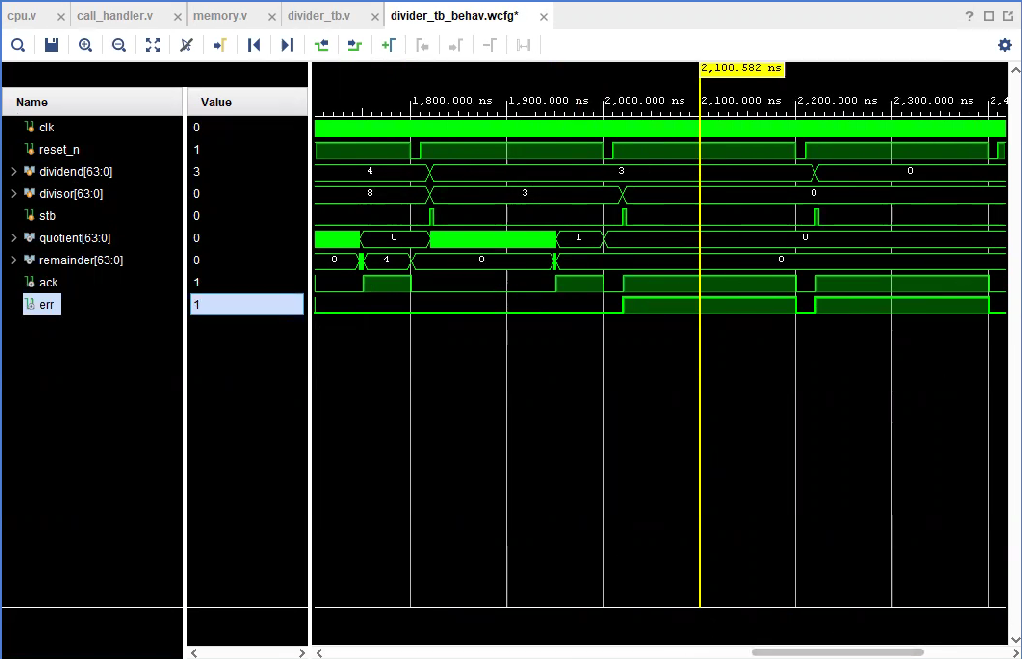 cpu.v call_handler.v memory.v divider_tb.v divider_tb_behav.wcfg*
2,100.582 ns
Name Value
1,800.000 ns 1,900.000 ns 2,000.000 ns 2,100.000 ns 2,200.000 ns 2,300.000 ns 2,4
clk 0
reset_n 1
dividend[63:0] 3 4 3 0
divisor[63:0] 0 8 3 0
stb 0
quotient[63:0] 0 1 0
remainder[63:0] 0 0 4 0 0
ack 1
err 1